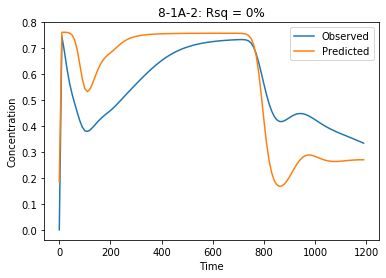 8-1A-2: Rsq = 0%
Observed
Predicted
Concentration
0.8
0.7
0.6
0.5
0.4
0.3
0.2
0.1
0.0
0 200 400 600 800 1000 1200
Time